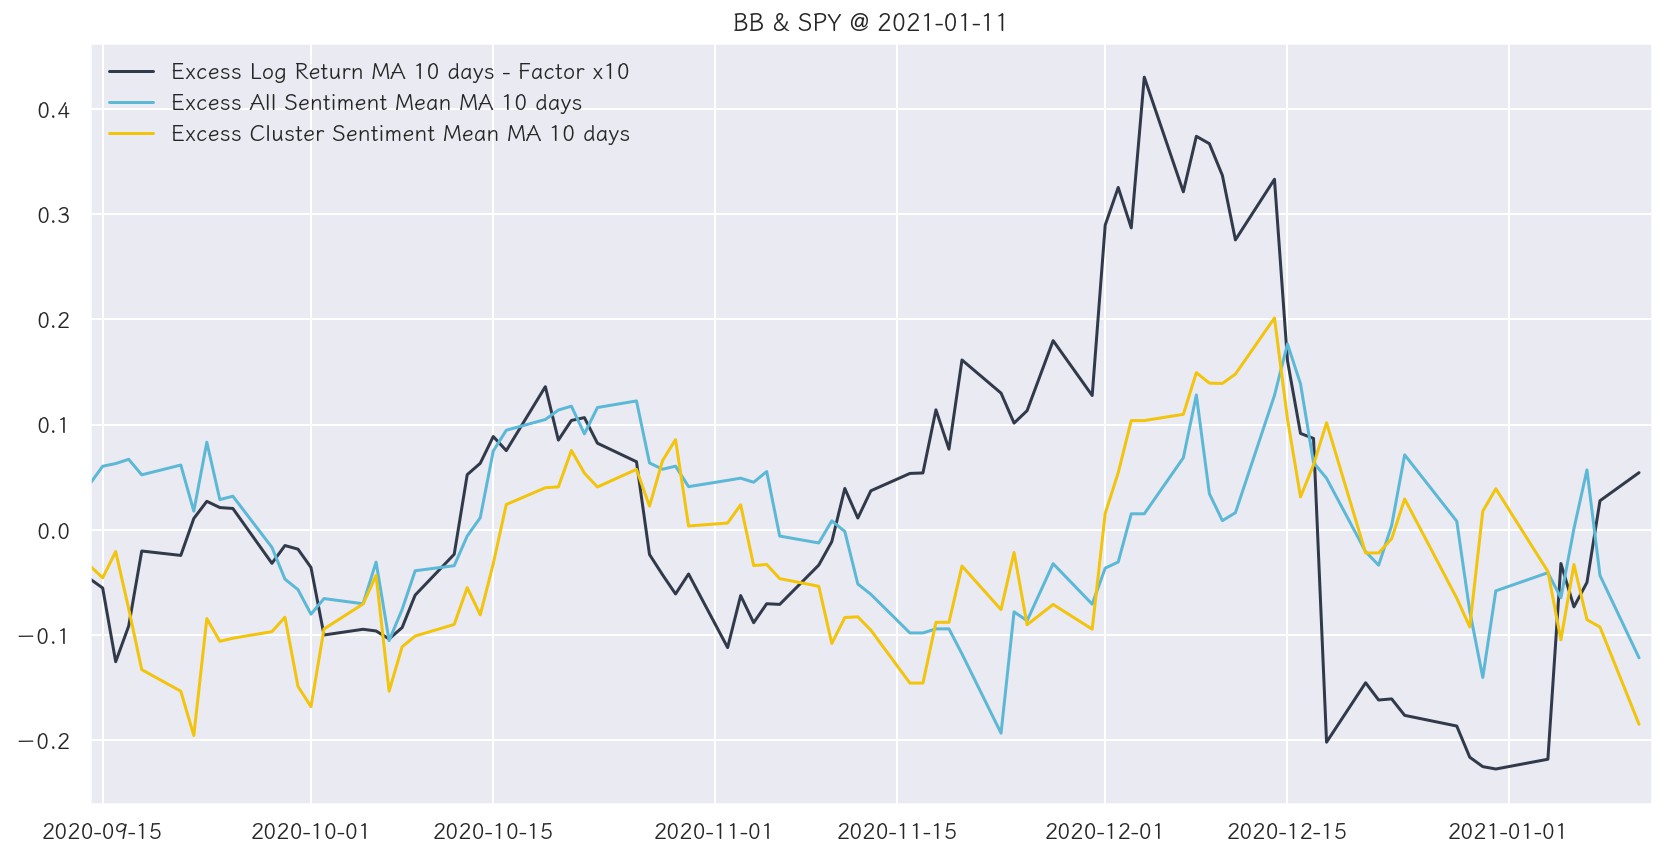 BB & SPY @ 2021-01-11
Excess Log Return MA 10 days - Factor x10
Excess All Sentiment Mean MA 10 days
Excess Cluster Sentiment Mean MA 10 days
0.4
0.3
0.2
0.1
0.0
−0.1
−0.2
2020-09-15 2020-10-01 2020-10-15 2020-11-01 2020-11-15 2020-12-01 2020-12-15 2021-01-01